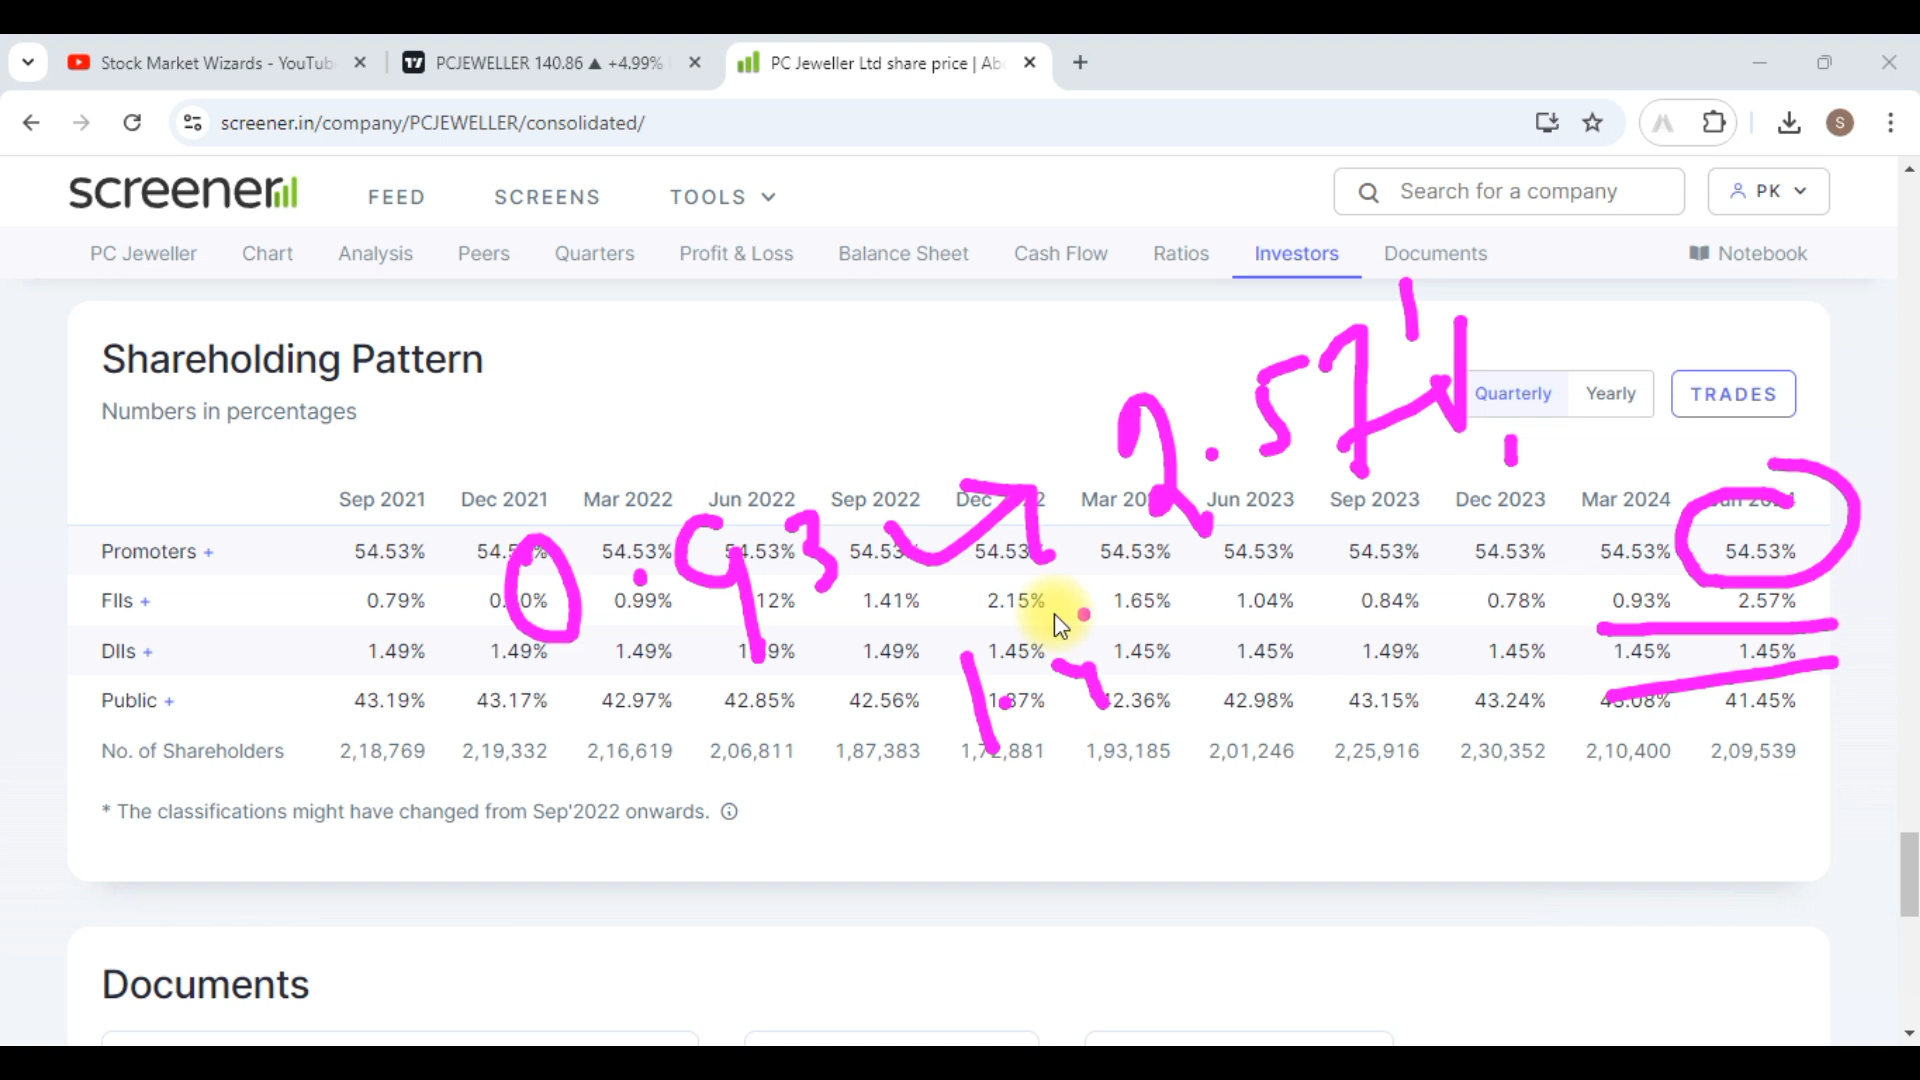 Stock Market Wizards - YouTub
PCJEWELLER 140.86 ▲ +4.99%
PC Jeweller Ltd share price | Ab
screener.in/company/PCJEWELLER/consolidated/
S
screener
FEED SCREENS TOOLS
Search for a company
PK
PC Jeweller Chart Analysis Peers Quarters Profit & Loss Balance Sheet Cash Flow Ratios Investors Documents Notebook
Shareholding Pattern
Numbers in percentages
Quarterly Yearly TRADES
0.93 2.57%
Sep 2021 Dec 2021 Mar 2022 Jun 2022 Sep 2022 Dec Mar Jun 2023 Sep 2023 Dec 2023 Mar 2024
Promoters + 54.53% 54.53% 54.53% 54.53% 54.53% 54.53% 54.53% 54.53% 54.53% 54.53%
FIIs + 0.79% 0.99% 12% 1.41% 2.15% 1.65% 1.04% 0.84% 0.78% 0.93% 2.57%
DIIs + 1.49% 1.49% 1.49% 1.49% 1.45% 1.45% 1.45% 1.49% 1.45% 1.45% 1.45%
Public + 43.19% 43.17% 42.97% 42.85% 42.56% 42.98% 43.15% 43.24% 41.45%
No. of Shareholders 2,18,769 2,19,332 2,16,619 2,06,811 1,87,383 1,93,185 2,01,246 2,25,916 2,30,352 2,10,400 2,09,539
* The classifications might have changed from Sep'2022 onwards.
Documents